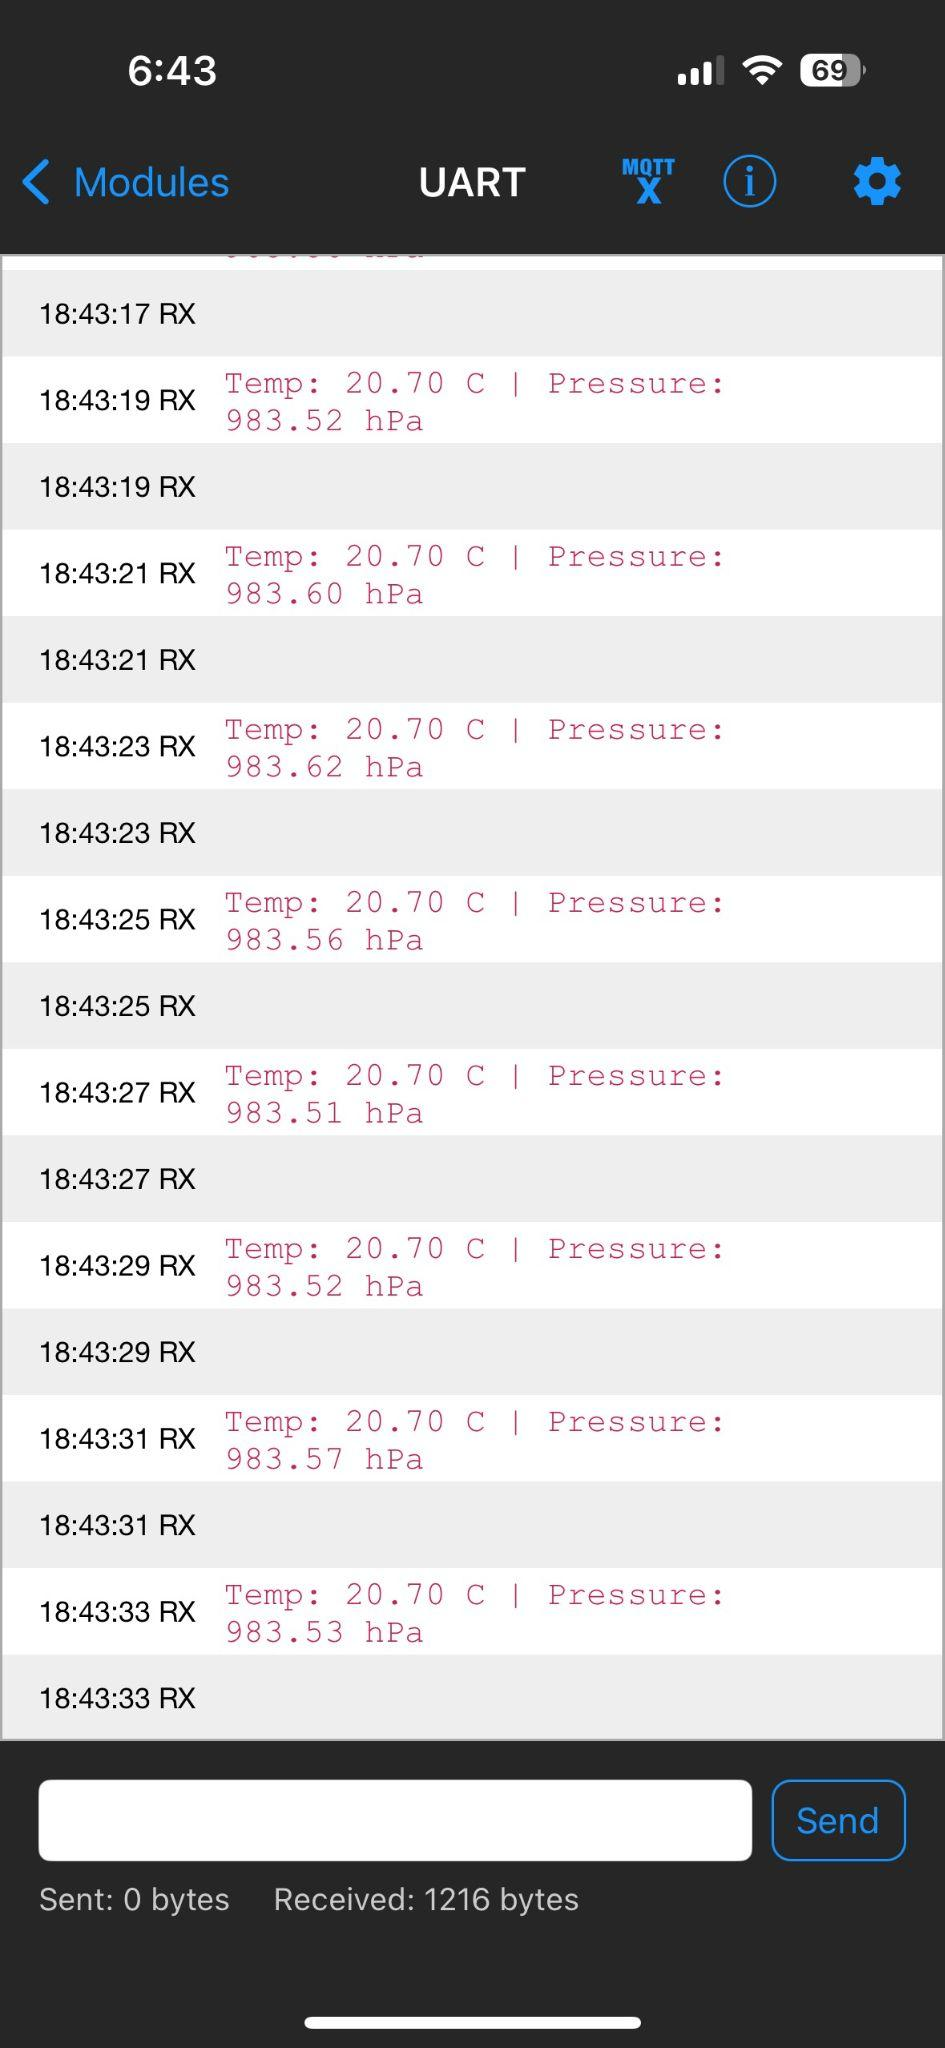 6:43
69
Modules
UART
MQTT
X
i
18:43:17 RX
18:43:19 RX
Temp: 20.70 C | Pressure:
983.52 hPa
18:43:19 RX
18:43:21 RX
Temp: 20.70 C | Pressure:
983.60 hPa
18:43:21 RX
18:43:23 RX
Temp: 20.70 C | Pressure:
983.62 hPa
18:43:23 RX
18:43:25 RX
Temp: 20.70 C | Pressure:
983.56 hPa
18:43:25 RX
18:43:27 RX
Temp: 20.70 C | Pressure:
983.51 hPa
18:43:27 RX
18:43:29 RX
Temp: 20.70 C | Pressure:
983.52 hPa
18:43:29 RX
18:43:31 RX
Temp: 20.70 C | Pressure:
983.57 hPa
18:43:31 RX
18:43:33 RX
Temp: 20.70 C | Pressure:
983.53 hPa
18:43:33 RX
Send
Sent: 0 bytes Received: 1216 bytes